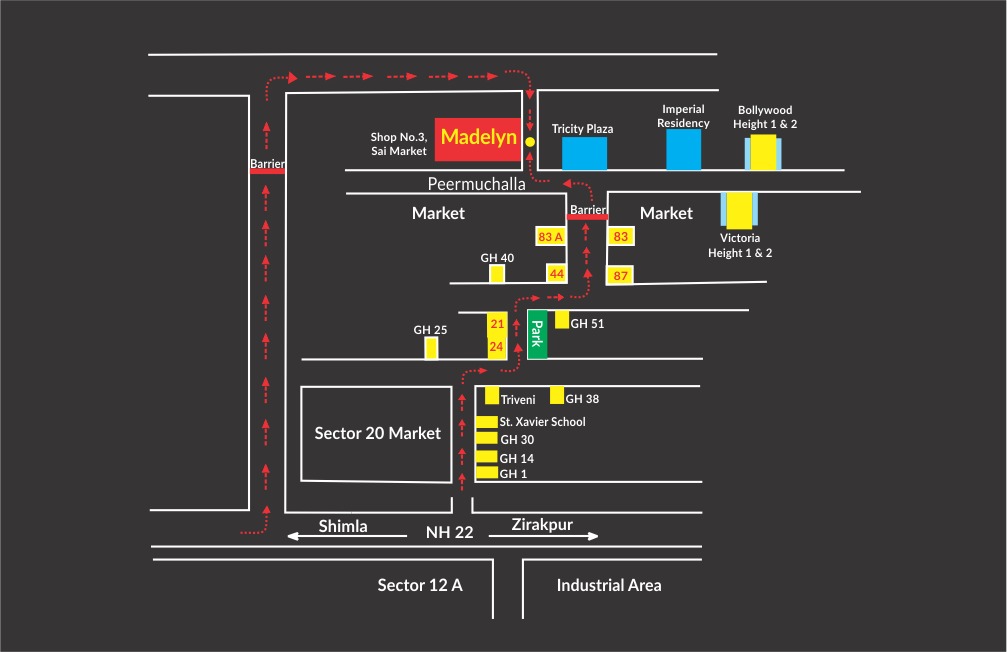 Imperial
Residency
Bollywood
Height 1 & 2
Tricity Plaza
Shop No.3,
Sai Market
Madelyn
Barrier
Peermuchalla
Market
Barrier
Market
83 A
83
Victoria
Height 1 & 2
GH 40
44
87
GH 25
21
24
Park
GH 51
Triveni
GH 38
St. Xavier School
Sector 20 Market
GH 30
GH 14
GH 1
Shimla
NH 22
Zirakpur
Sector 12 A
Industrial Area